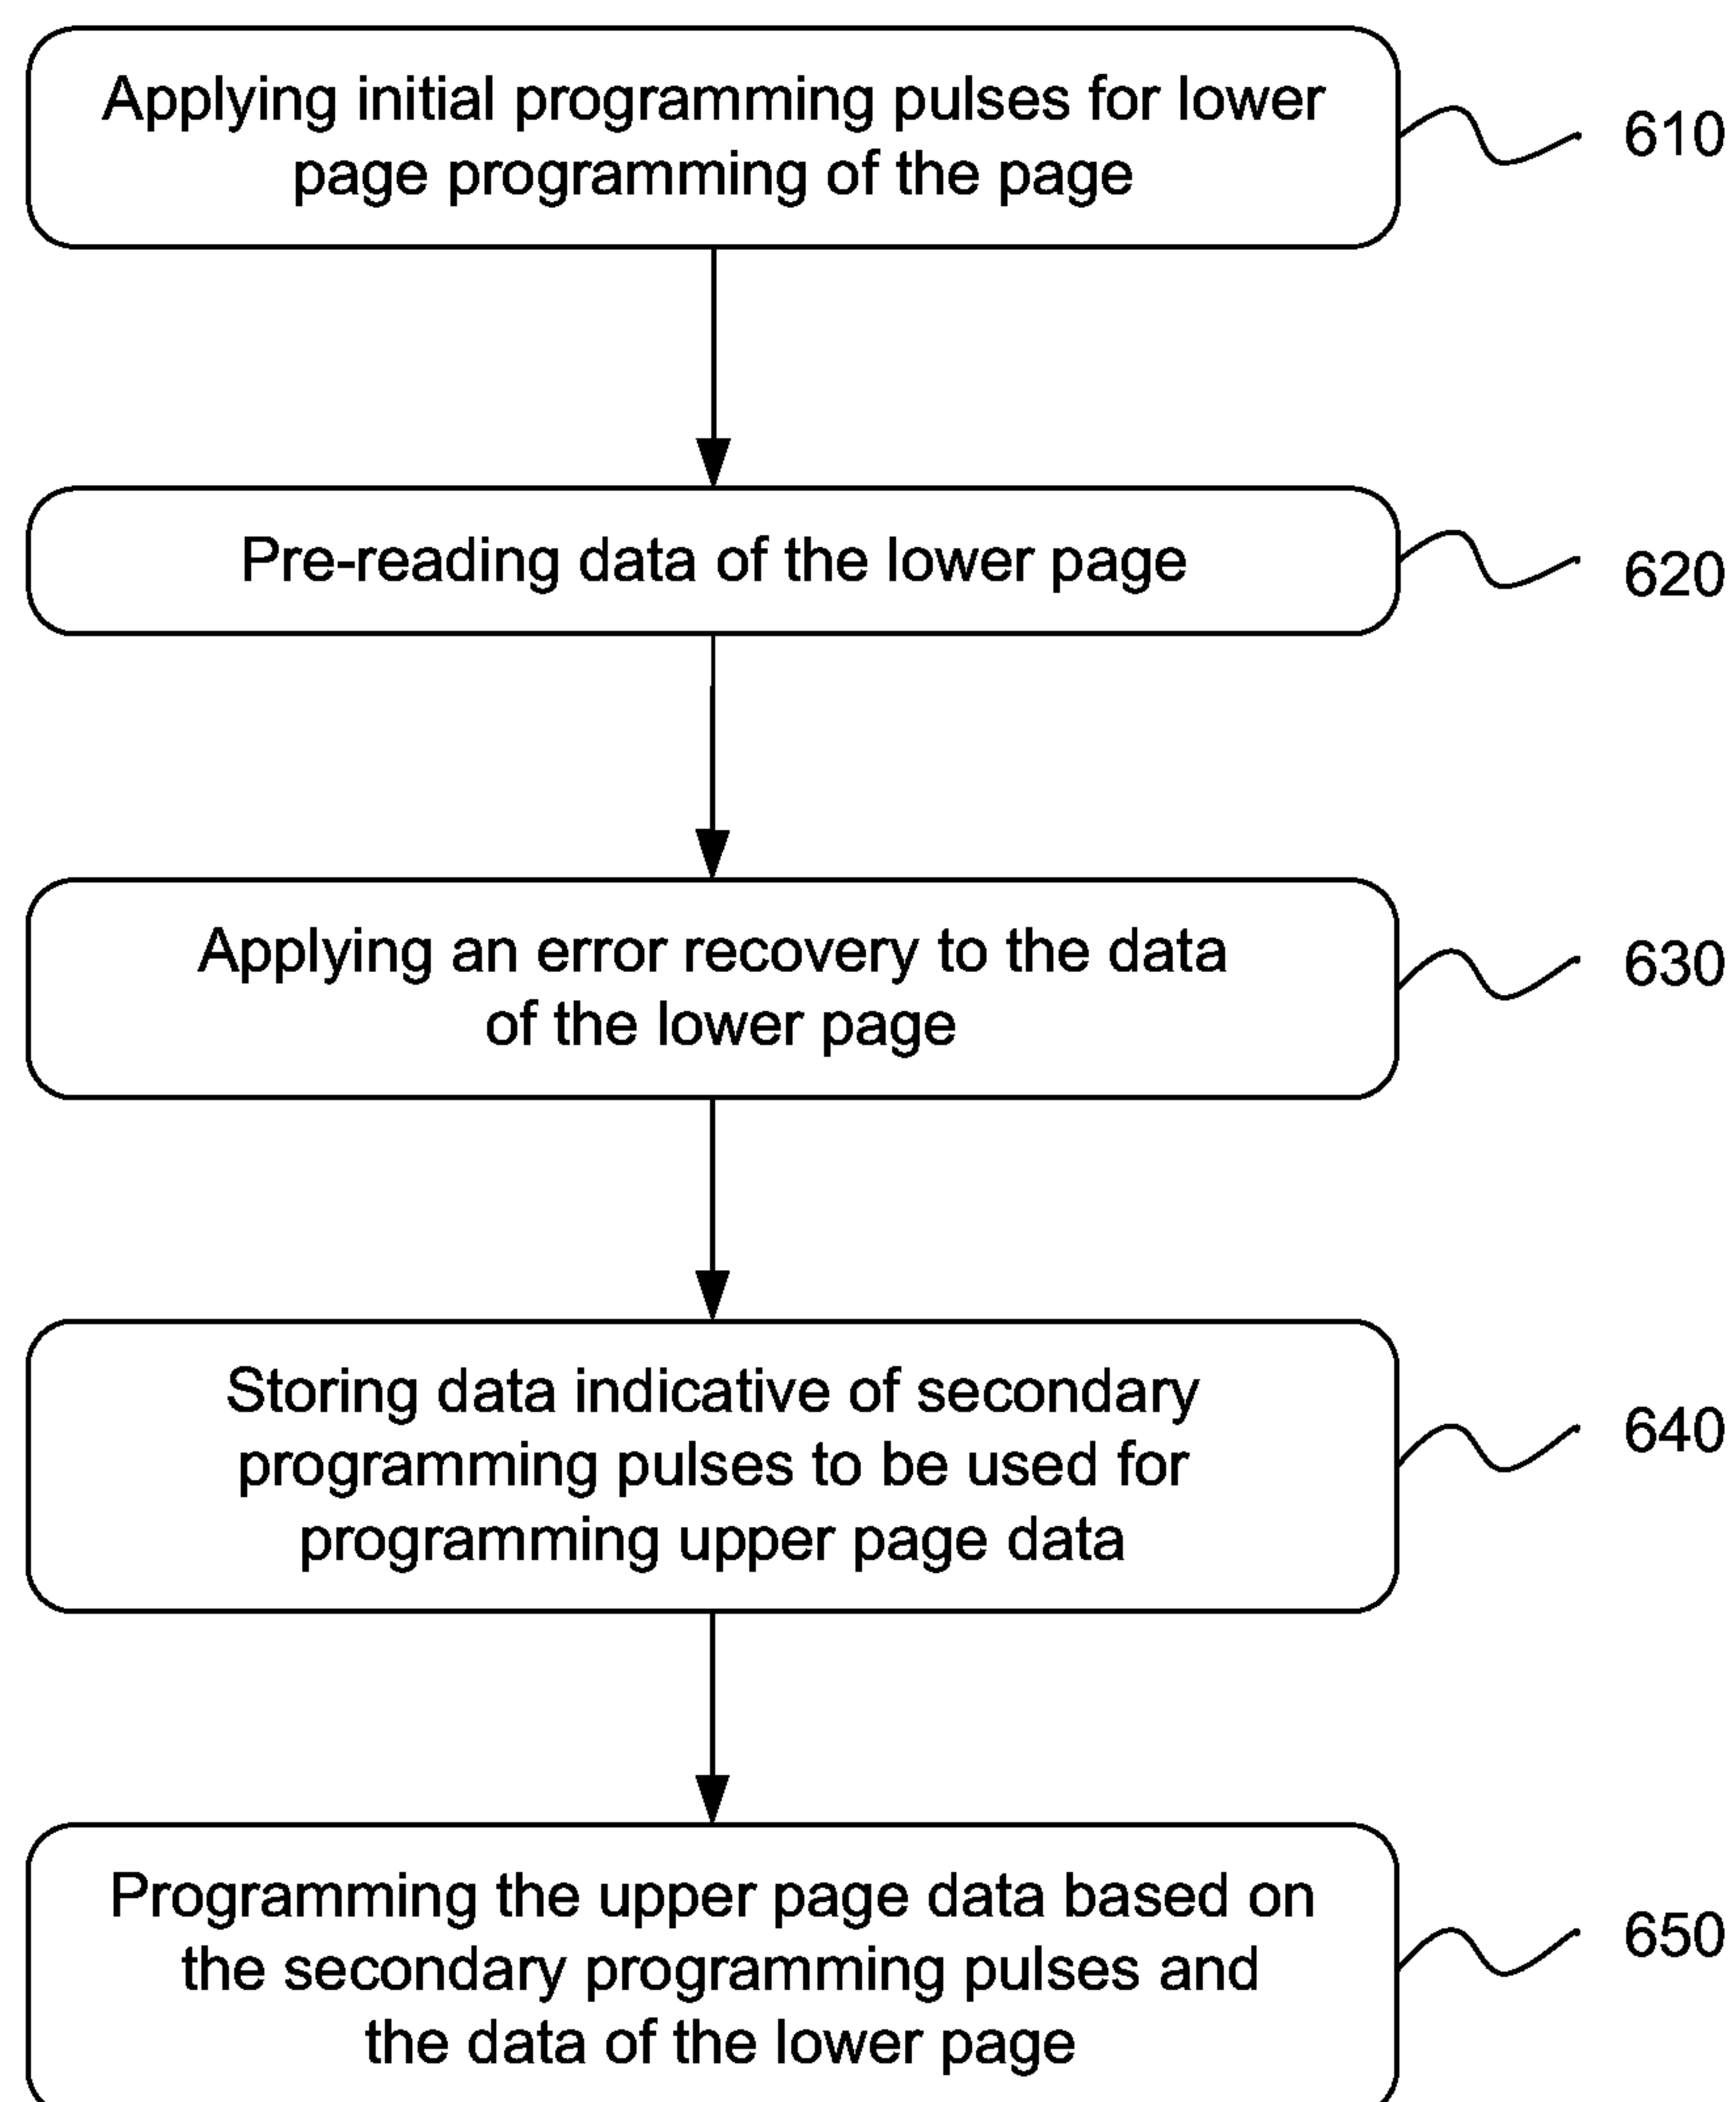 Applying initial programming pulses for lower
page programming of the page
610
Pre-reading data of the lower page
620
Applying an error recovery to the data
of the lower page
630
Storing data indicative of secondary
programming pulses to be used for
programming upper page data
640
Programming the upper page data based on
the secondary programming pulses and
the data of the lower page
650